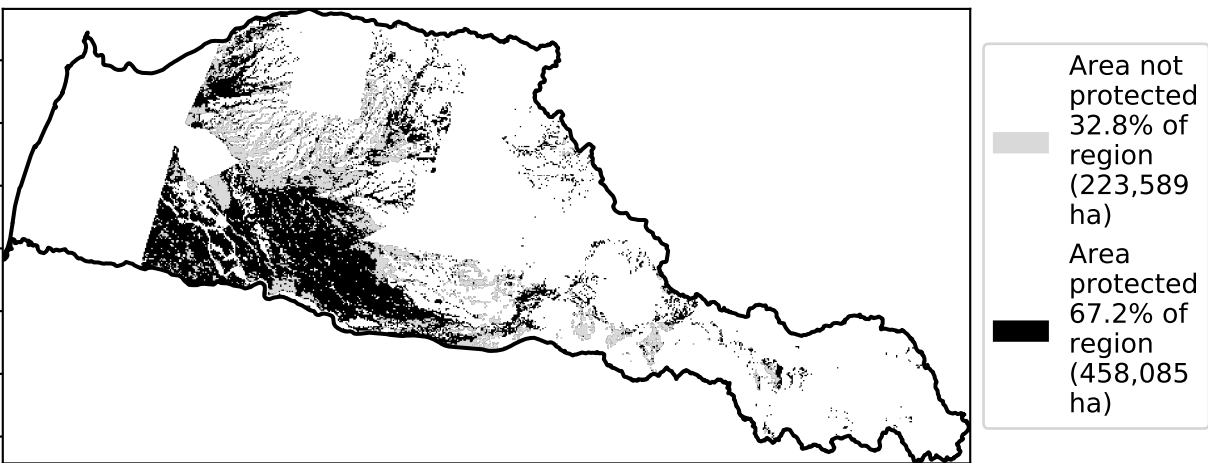 Area not
protected
32.8% of
region
(223,589
ha)
Area
protected
67.2% of
region
(458,085
ha)